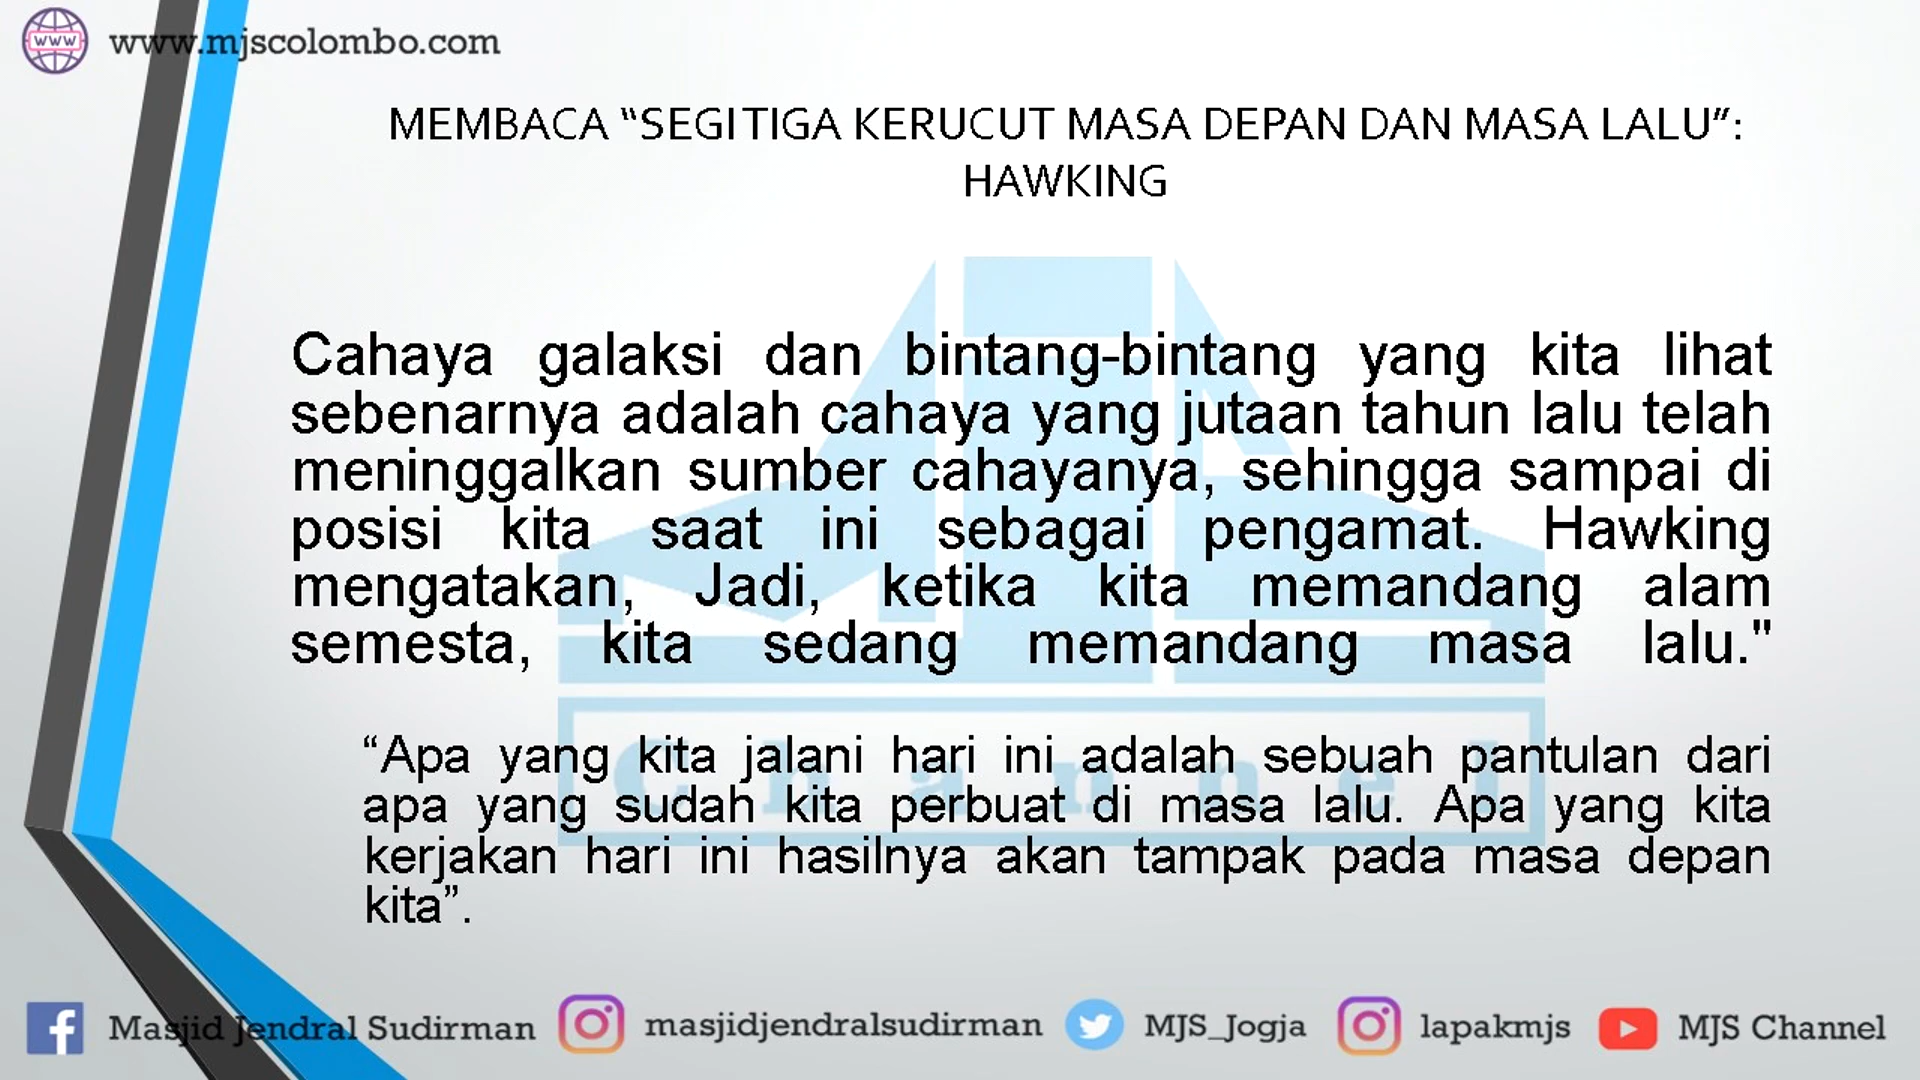 www.mjscolombo.com
MEMBACA “SEGITIGA KERUCUT MASA DEPAN DAN MASA LALU”:
HAWKING
Cahaya galaksi dan bintang-bintang yang kita lihat
sebenarnya adalah cahaya yang jutaan tahun lalu telah
meninggalkan sumber cahayanya, sehingga sampai di
posisi kita saat ini sebagai pengamat. Hawking
mengatakan, Jadi, ketika kita memandang alam
semesta, kita sedang memandang masa lalu."
“Apa yang kita jalani hari ini adalah sebuah pantulan dari
apa yang sudah kita perbuat di masa lalu. Apa yang kita
kerjakan hari ini hasilnya akan tampak pada masa depan
kita”.
Channel
Masjid Jendral Sudirman masjidjendralsudirman MJS_Jogja lapakmjs MJS Channel